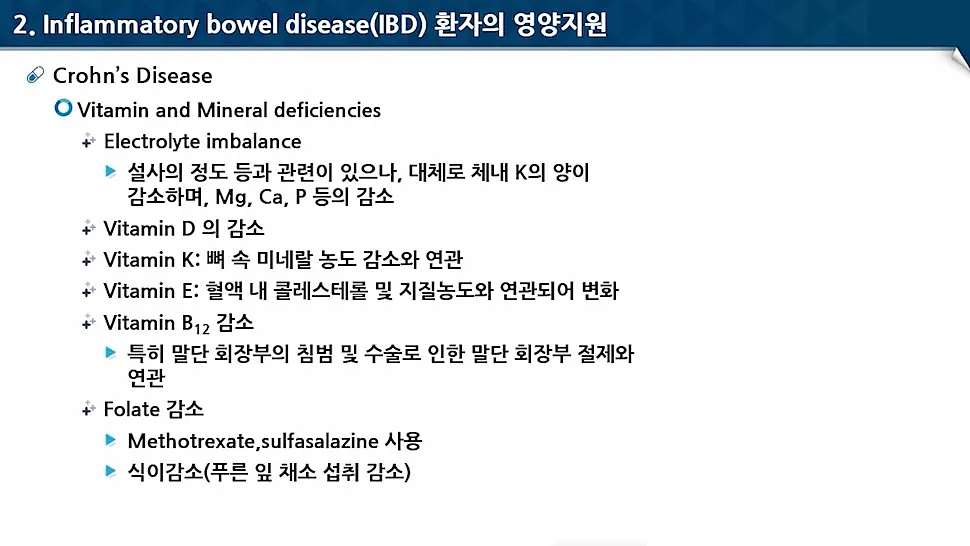 2. Inflammatory bowel disease(IBD) 환자의 영양지원
Crohn's Disease
Vitamin and Mineral deficiencies
Electrolyte imbalance
설사의 정도 등과 관련이 있으나, 대체로 체내 K의 양이
감소하며, Mg, Ca, P 등의 감소
Vitamin D 의 감소
Vitamin K: 뼈 속 미네랄 농도 감소와 연관
Vitamin E: 혈액 내 콜레스테롤 및 지질농도와 연관되어 변화
Vitamin B12 감소
특히 말단 회장부의 침범 및 수술로 인한 말단 회장부 절제와
연관
Folate 감소
Methotrexate,sulfasalazine 사용
식이감소(푸른 잎 채소 섭취 감소)